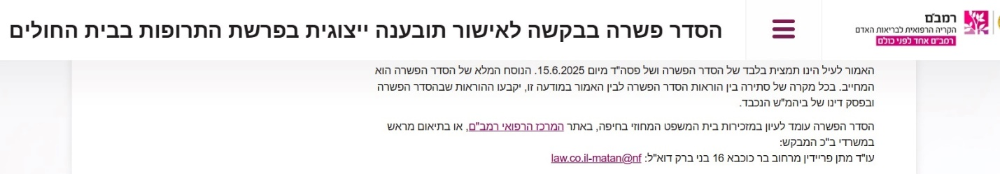 רמב"ם
הקריה הרפואית לבריאות האדם
רמב"ם אחד לפני כולם
הסדר פשרה בבקשה לאישור תובענה ייצוגית בפרשת התרופות בבית החולים
האמור לעיל הינו תמצית בלבד של הסדר הפשרה ושל פסה"ד מיום 15.6.2025. הנוסח המלא של הסדר הפשרה הוא
המחייב. בכל מקרה של סתירה בין הוראות הסדר הפשרה לבין האמור במודעה זו, יקבעו ההוראות שבהסדר הפשרה
ובפסק דינו של ביהמ"ש הנכבד.
הסדר הפשרה עומד לעיון במזכירות בית המשפט המחוזי בחיפה, באתר המרכז הרפואי רמב"ם, או בתיאום מראש
במשרדי ב"כ המבקש:
עו"ד מתן פריידין מרחוב בר כוכבא 16 בני ברק דוא"ל: law.co.il-matan@nf